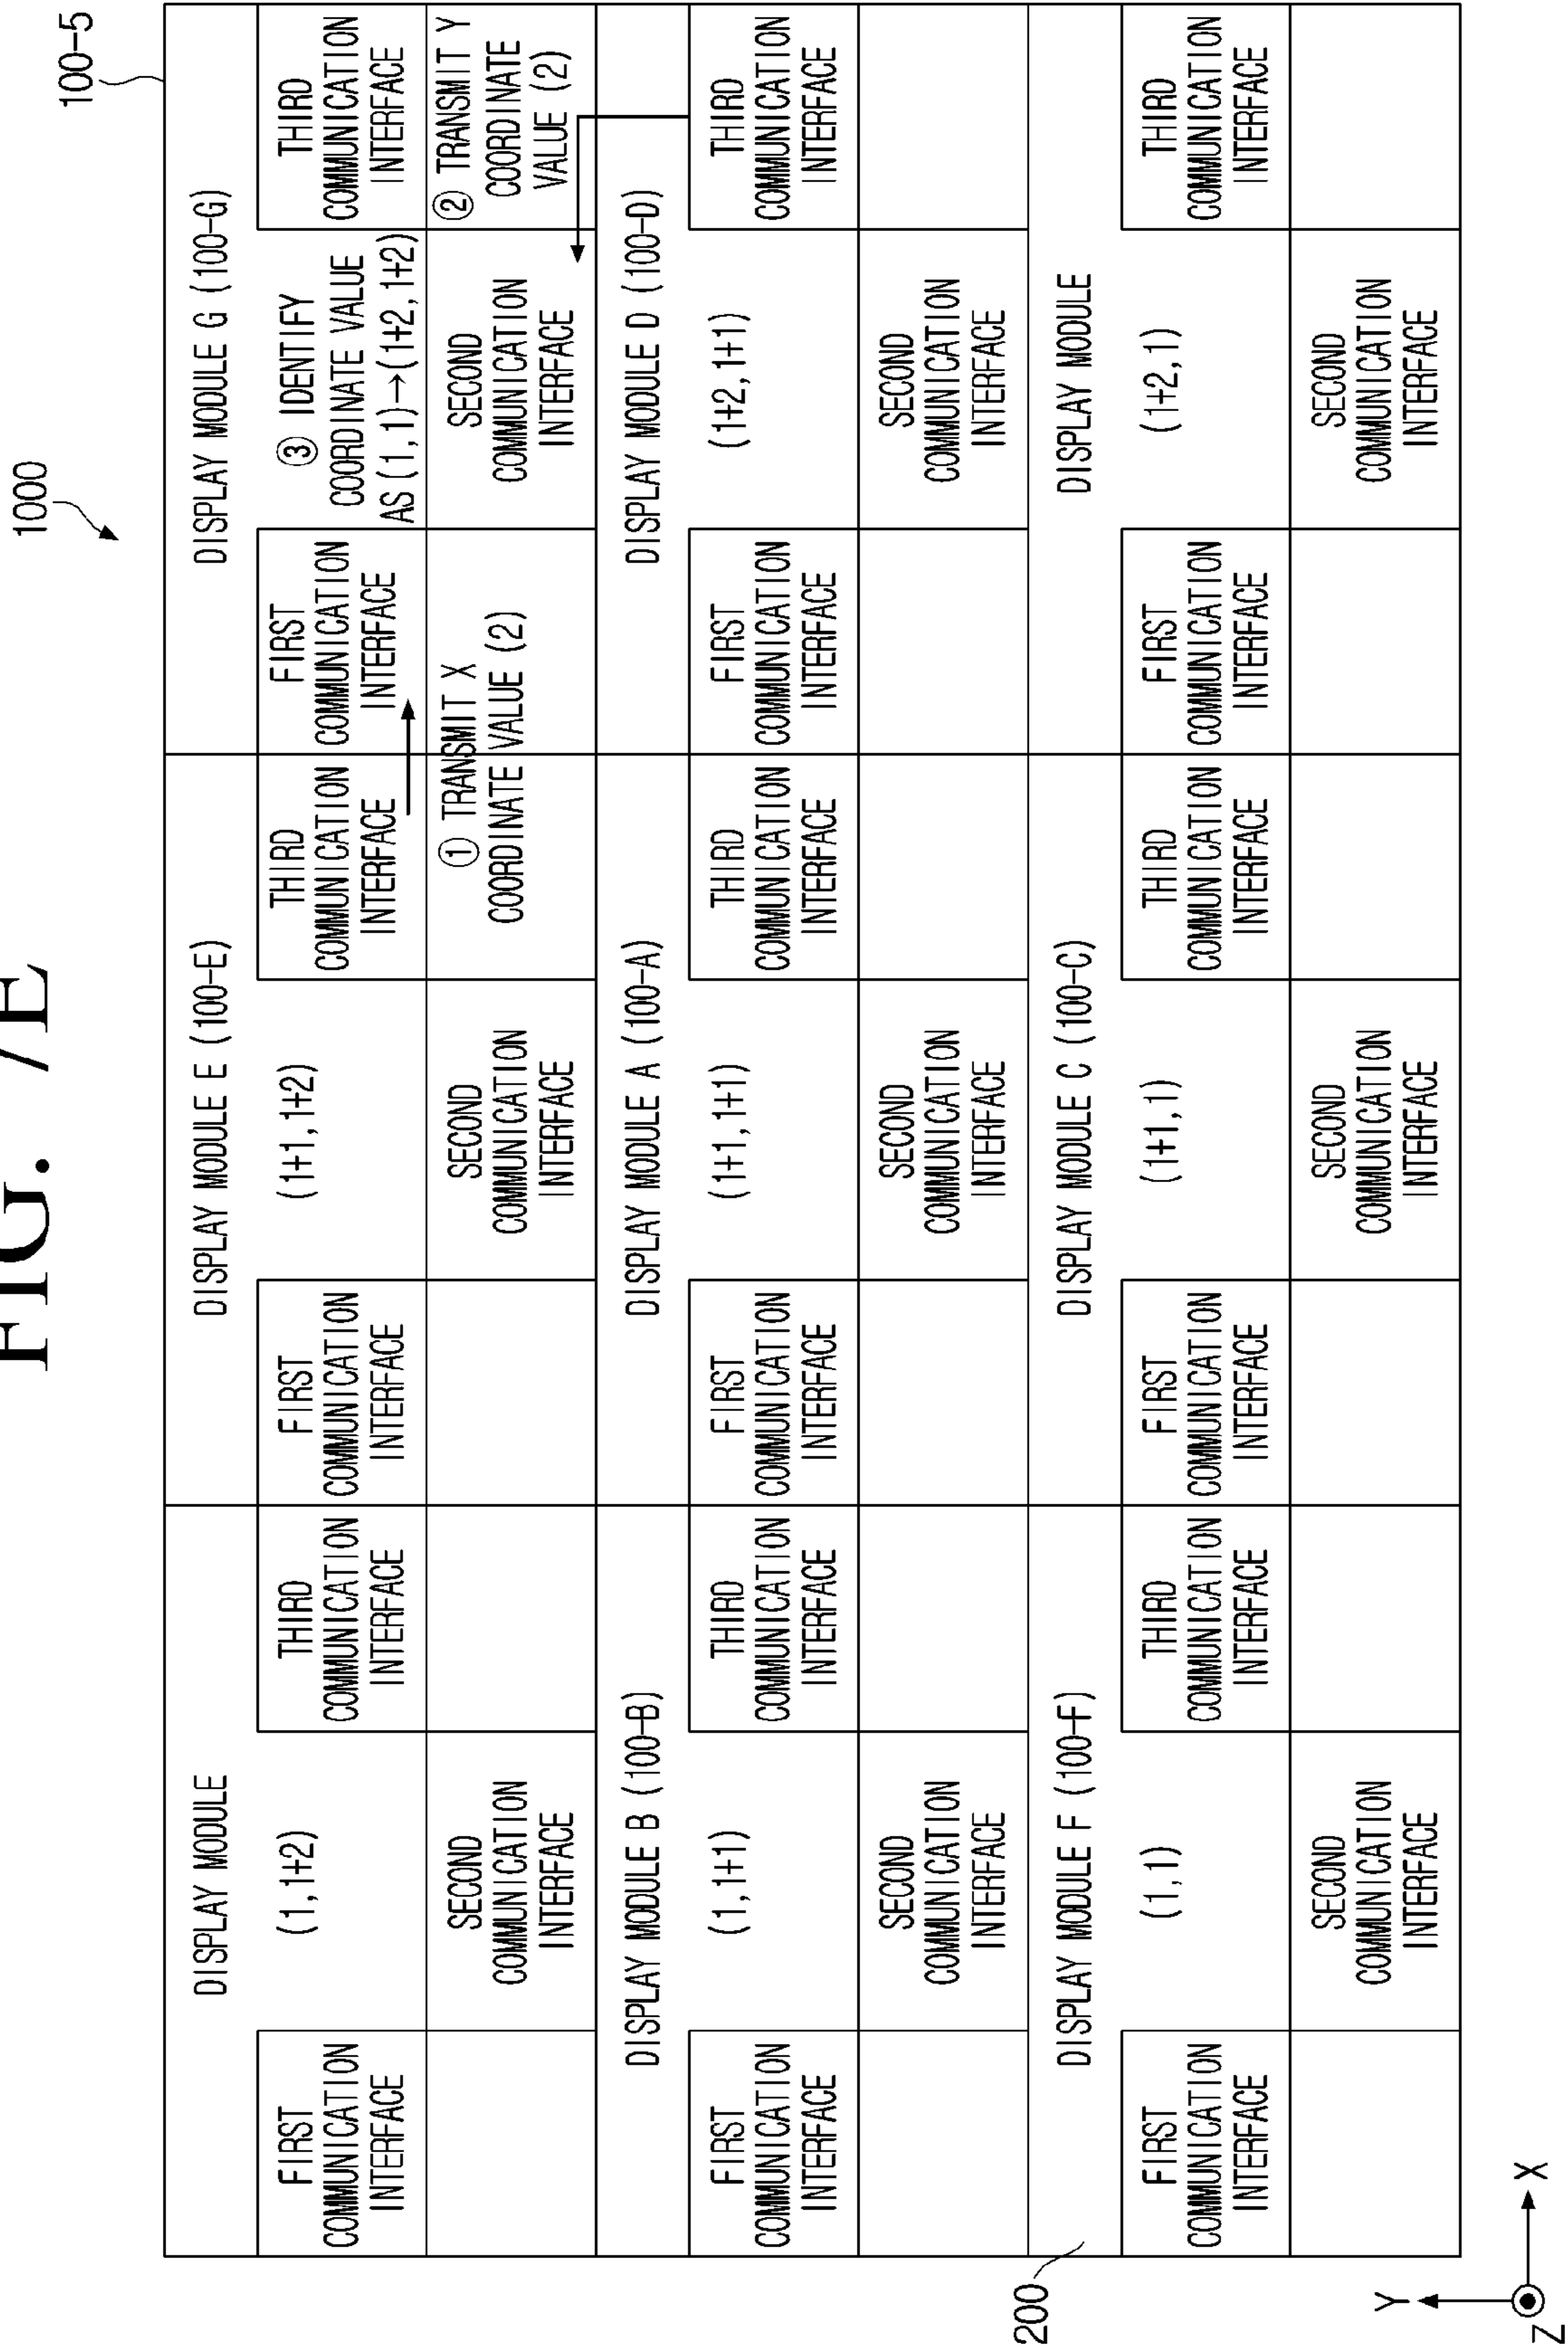 FIG. 7E
1000
100-5
DISPLAY MODULE
FIRST
COMMUNICATION
INTERFACE
(1,1+2)
THIRD
COMMUNICATION
INTERFACE
SECOND
COMMUNICATION
INTERFACE
DISPLAY MODULE E (100-E)
FIRST
COMMUNICATION
INTERFACE
(1+1,1+2)
THIRD
COMMUNICATION
INTERFACE
SECOND
COMMUNICATION
INTERFACE
① TRANSMIT X
COORDINATE VALUE (2)
DISPLAY MODULE G (100-G)
FIRST
COMMUNICATION
INTERFACE
③ IDENTIFY
COORDINATE VALUE
AS (1,1)→(1+2,1+2)
THIRD
COMMUNICATION
INTERFACE
SECOND
COMMUNICATION
INTERFACE
② TRANSMIT Y
COORDINATE
VALUE (2)
DISPLAY MODULE B (100-B)
FIRST
COMMUNICATION
INTERFACE
(1,1+1)
THIRD
COMMUNICATION
INTERFACE
SECOND
COMMUNICATION
INTERFACE
DISPLAY MODULE A (100-A)
FIRST
COMMUNICATION
INTERFACE
(1+1,1+1)
THIRD
COMMUNICATION
INTERFACE
SECOND
COMMUNICATION
INTERFACE
DISPLAY MODULE D (100-D)
FIRST
COMMUNICATION
INTERFACE
(1+2,1+1)
THIRD
COMMUNICATION
INTERFACE
SECOND
COMMUNICATION
INTERFACE
200
DISPLAY MODULE F (100-F)
FIRST
COMMUNICATION
INTERFACE
(1,1)
THIRD
COMMUNICATION
INTERFACE
SECOND
COMMUNICATION
INTERFACE
DISPLAY MODULE C (100-C)
FIRST
COMMUNICATION
INTERFACE
(1+1,1)
THIRD
COMMUNICATION
INTERFACE
SECOND
COMMUNICATION
INTERFACE
DISPLAY MODULE
FIRST
COMMUNICATION
INTERFACE
(1+2,1)
THIRD
COMMUNICATION
INTERFACE
SECOND
COMMUNICATION
INTERFACE
Y
Z
X